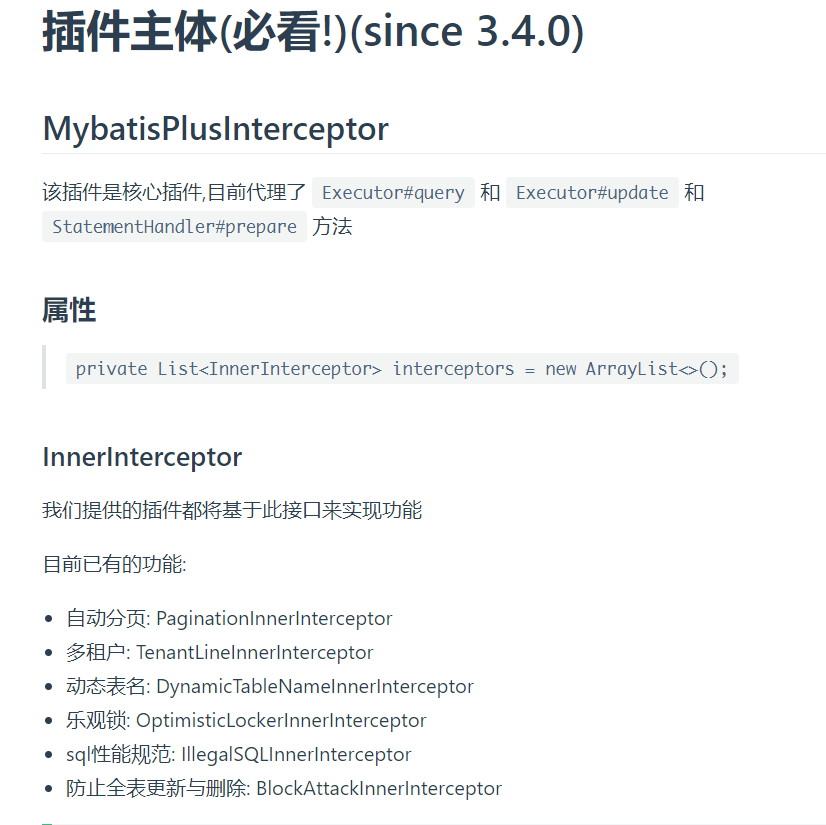 插件主体(必看!)(since 3.4.0)
MybatisPlusInterceptor
该插件是核心插件,目前代理了 Executor#query 和 Executor#update 和
StatementHandler#prepare 方法
属性
private List<InnerInterceptor> interceptors = new ArrayList<>();
InnerInterceptor
我们提供的插件都将基于此接口来实现功能
目前已有的功能:
• 自动分页: PaginationInnerInterceptor
• 多租户: TenantLineInnerInterceptor
• 动态表名: DynamicTableNameInnerInterceptor
• 乐观锁: OptimisticLockerInnerInterceptor
• sql性能规范: IllegalSQLInnerInterceptor
• 防止全表更新与删除: BlockAttackInnerInterceptor